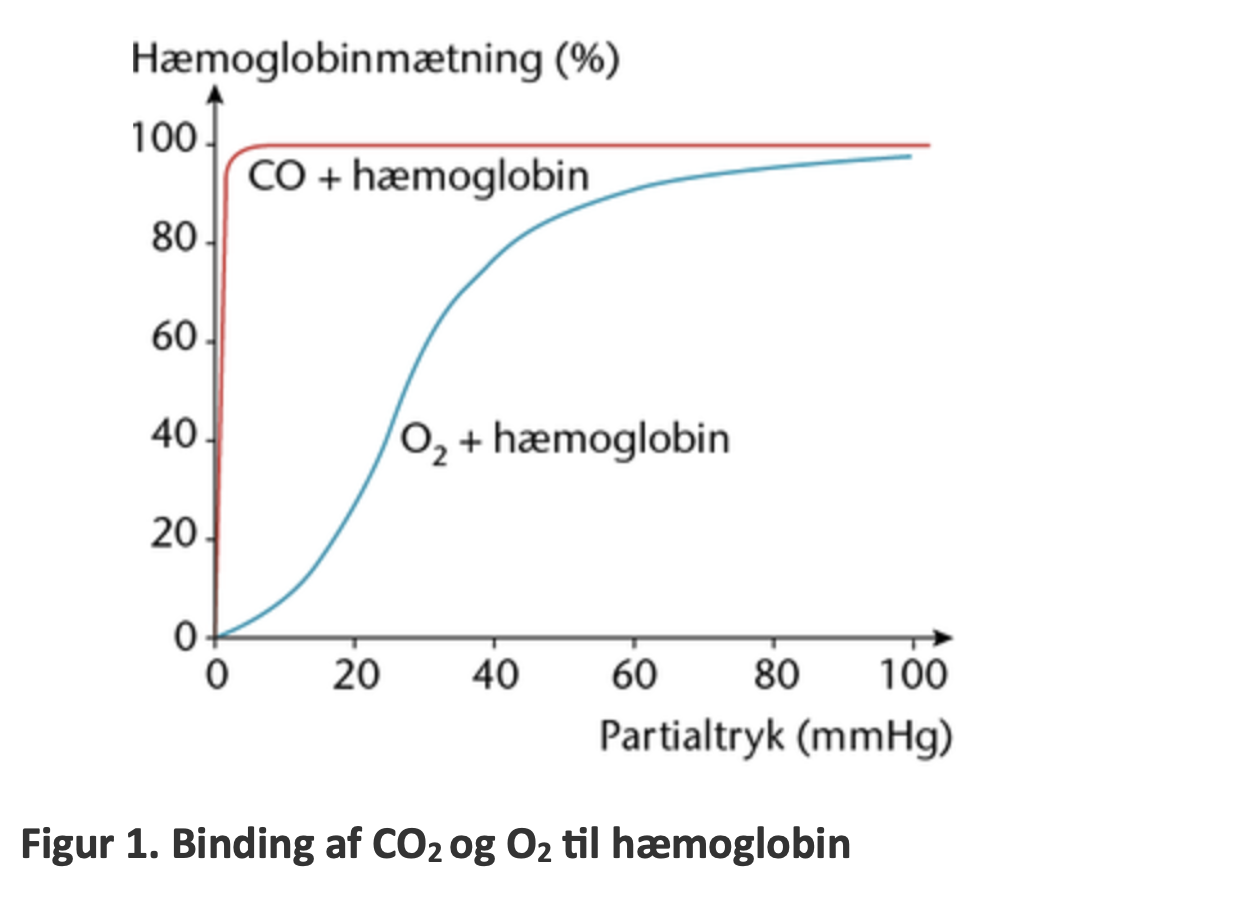 Hæmoglobinmætning (%)
100
CO + hæmoglobin
80
60
40
O₂ + hæmoglobin
20
0
0 20 40 60 80 100
Partialtryk (mmHg)
Figur 1. Binding af CO₂ og O₂ til hæmoglobin